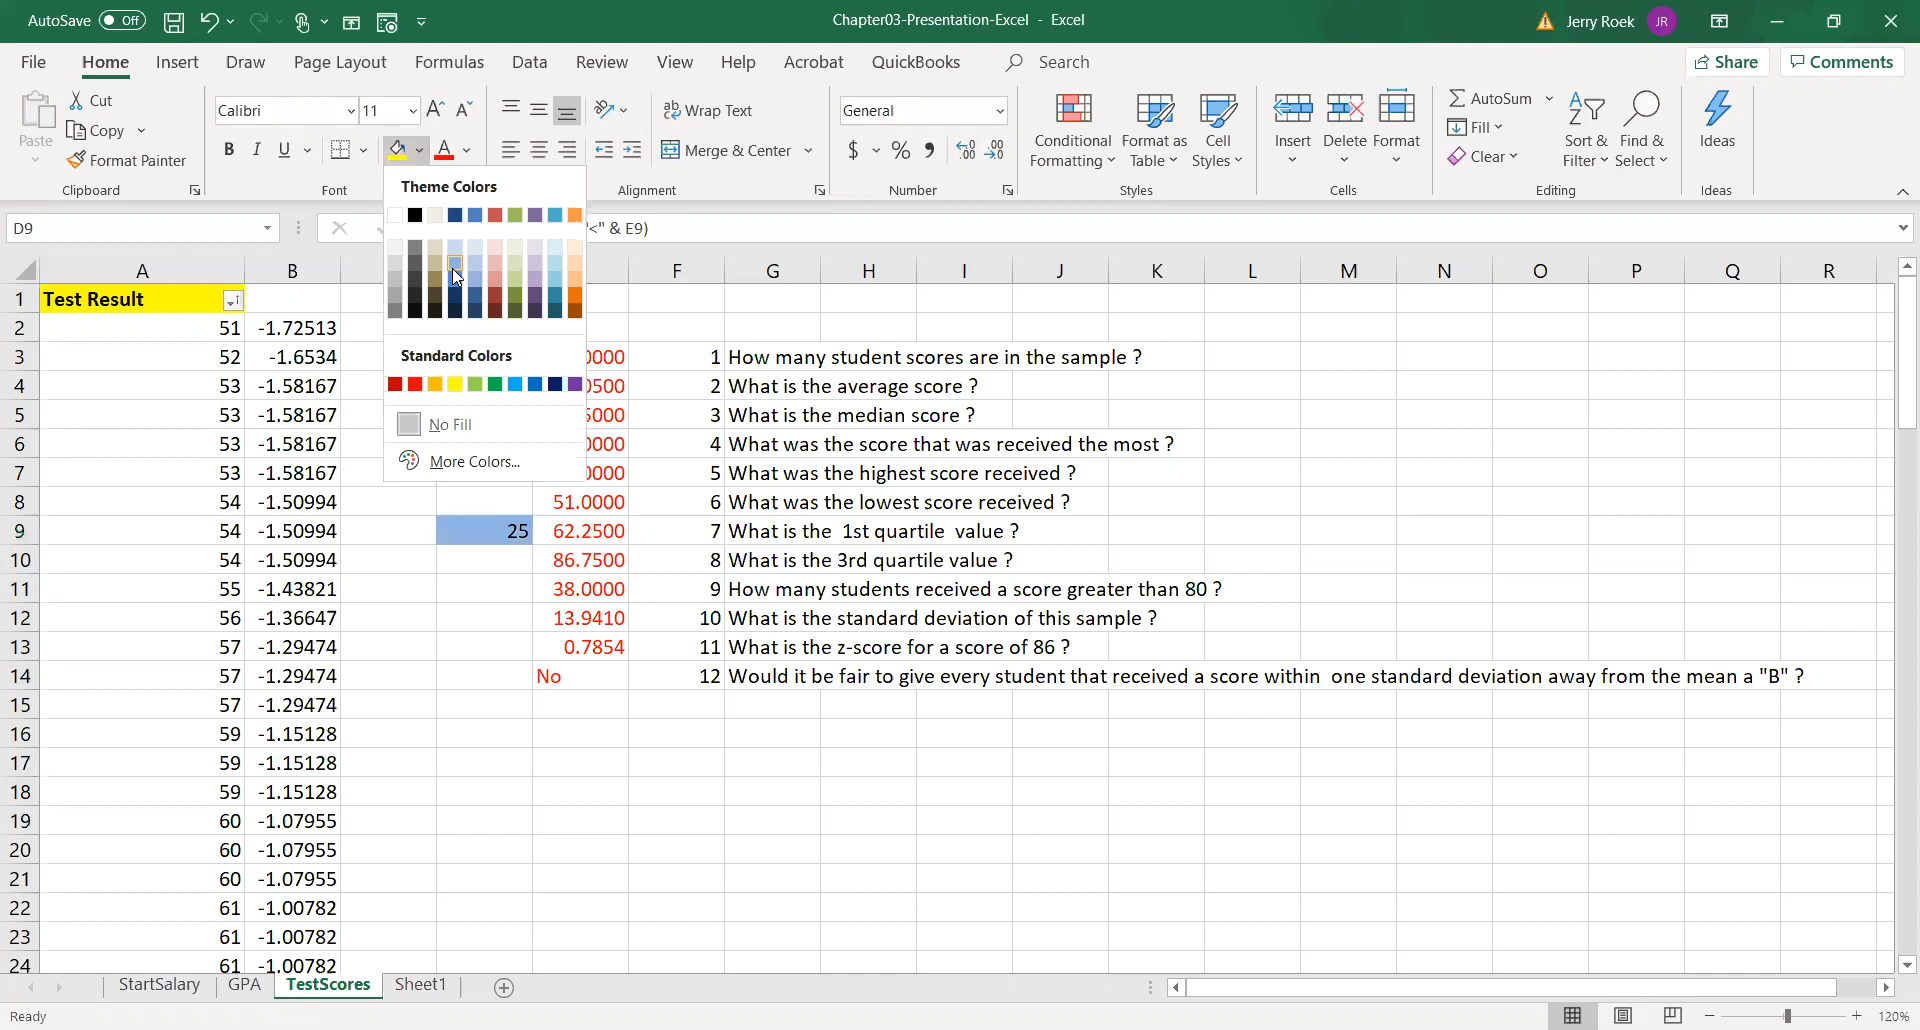 AutoSave Off Chapter03-Presentation-Excel - Excel Jerry Roek JR
File Home Insert Draw Page Layout Formulas Data Review View Help Acrobat QuickBooks Search Share Comments
Cut
Copy
Format Painter
Paste
Clipboard
Calibri 11
B I U A
Font
Wrap Text
Merge & Center
Alignment
General
$ % 9
Number
Conditional Formatting
Format as Table
Cell Styles
Styles
Insert Delete Format
Cells
AutoSum
Fill
Clear
Sort & Filter
Find & Select
Editing
Ideas
Ideas
Theme Colors
Standard Colors
No Fill
More Colors...
D9 "<" & E9)
A B F G H I J K L M N O P Q R
1 Test Result
2 51 -1.72513
3 52 -1.6534 0000 1 How many student scores are in the sample ?
4 53 -1.58167 0500 2 What is the average score ?
5 53 -1.58167 5000 3 What is the median score ?
6 53 -1.58167 0000 4 What was the score that was received the most ?
7 53 -1.58167 0000 5 What was the highest score received ?
8 54 -1.50994 51.0000 6 What was the lowest score received ?
9 54 -1.50994 25 62.2500 7 What is the 1st quartile value ?
10 54 -1.50994 86.7500 8 What is the 3rd quartile value ?
11 55 -1.43821 38.0000 9 How many students received a score greater than 80 ?
12 56 -1.36647 13.9410 10 What is the standard deviation of this sample ?
13 57 -1.29474 0.7854 11 What is the z-score for a score of 86 ?
14 57 -1.29474 No 12 Would it be fair to give every student that received a score within one standard deviation away from the mean a "B" ?
15 57 -1.29474
16 59 -1.15128
17 59 -1.15128
18 59 -1.15128
19 60 -1.07955
20 60 -1.07955
21 60 -1.07955
22 61 -1.00782
23 61 -1.00782
24 61 -1.00782
StartSalary GPA TestScores Sheet1
Ready 120%